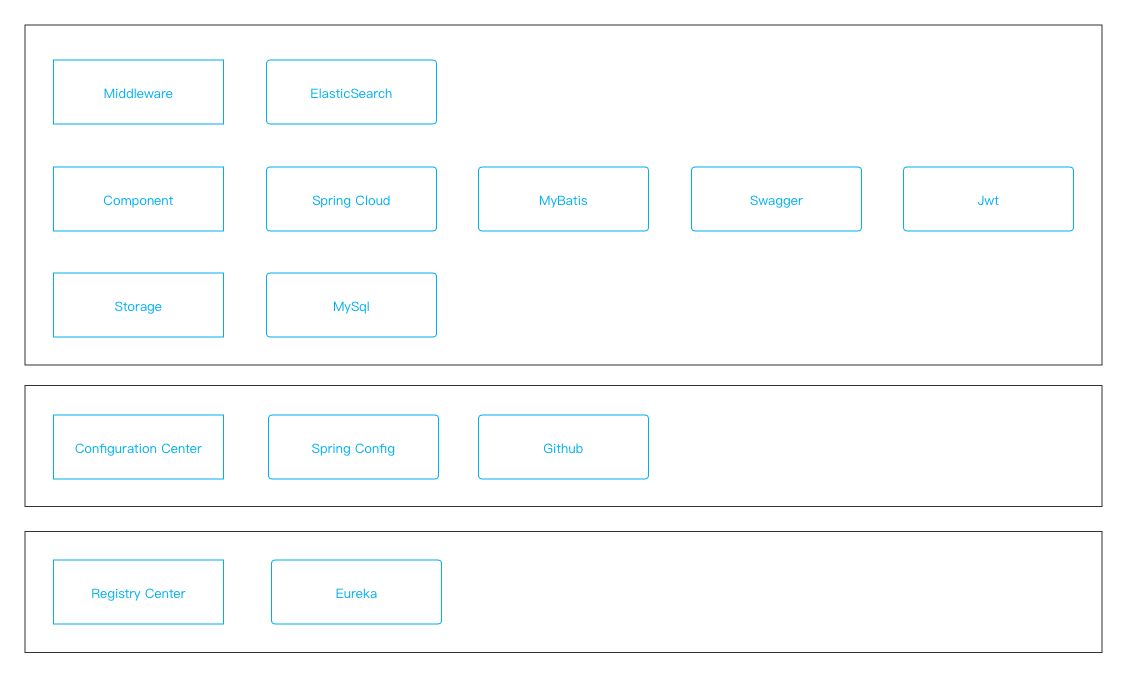 Middleware
ElasticSearch
Component
Spring Cloud
MyBatis
Swagger
Jwt
Storage
MySql
Configuration Center
Spring Config
Github
Registry Center
Eureka